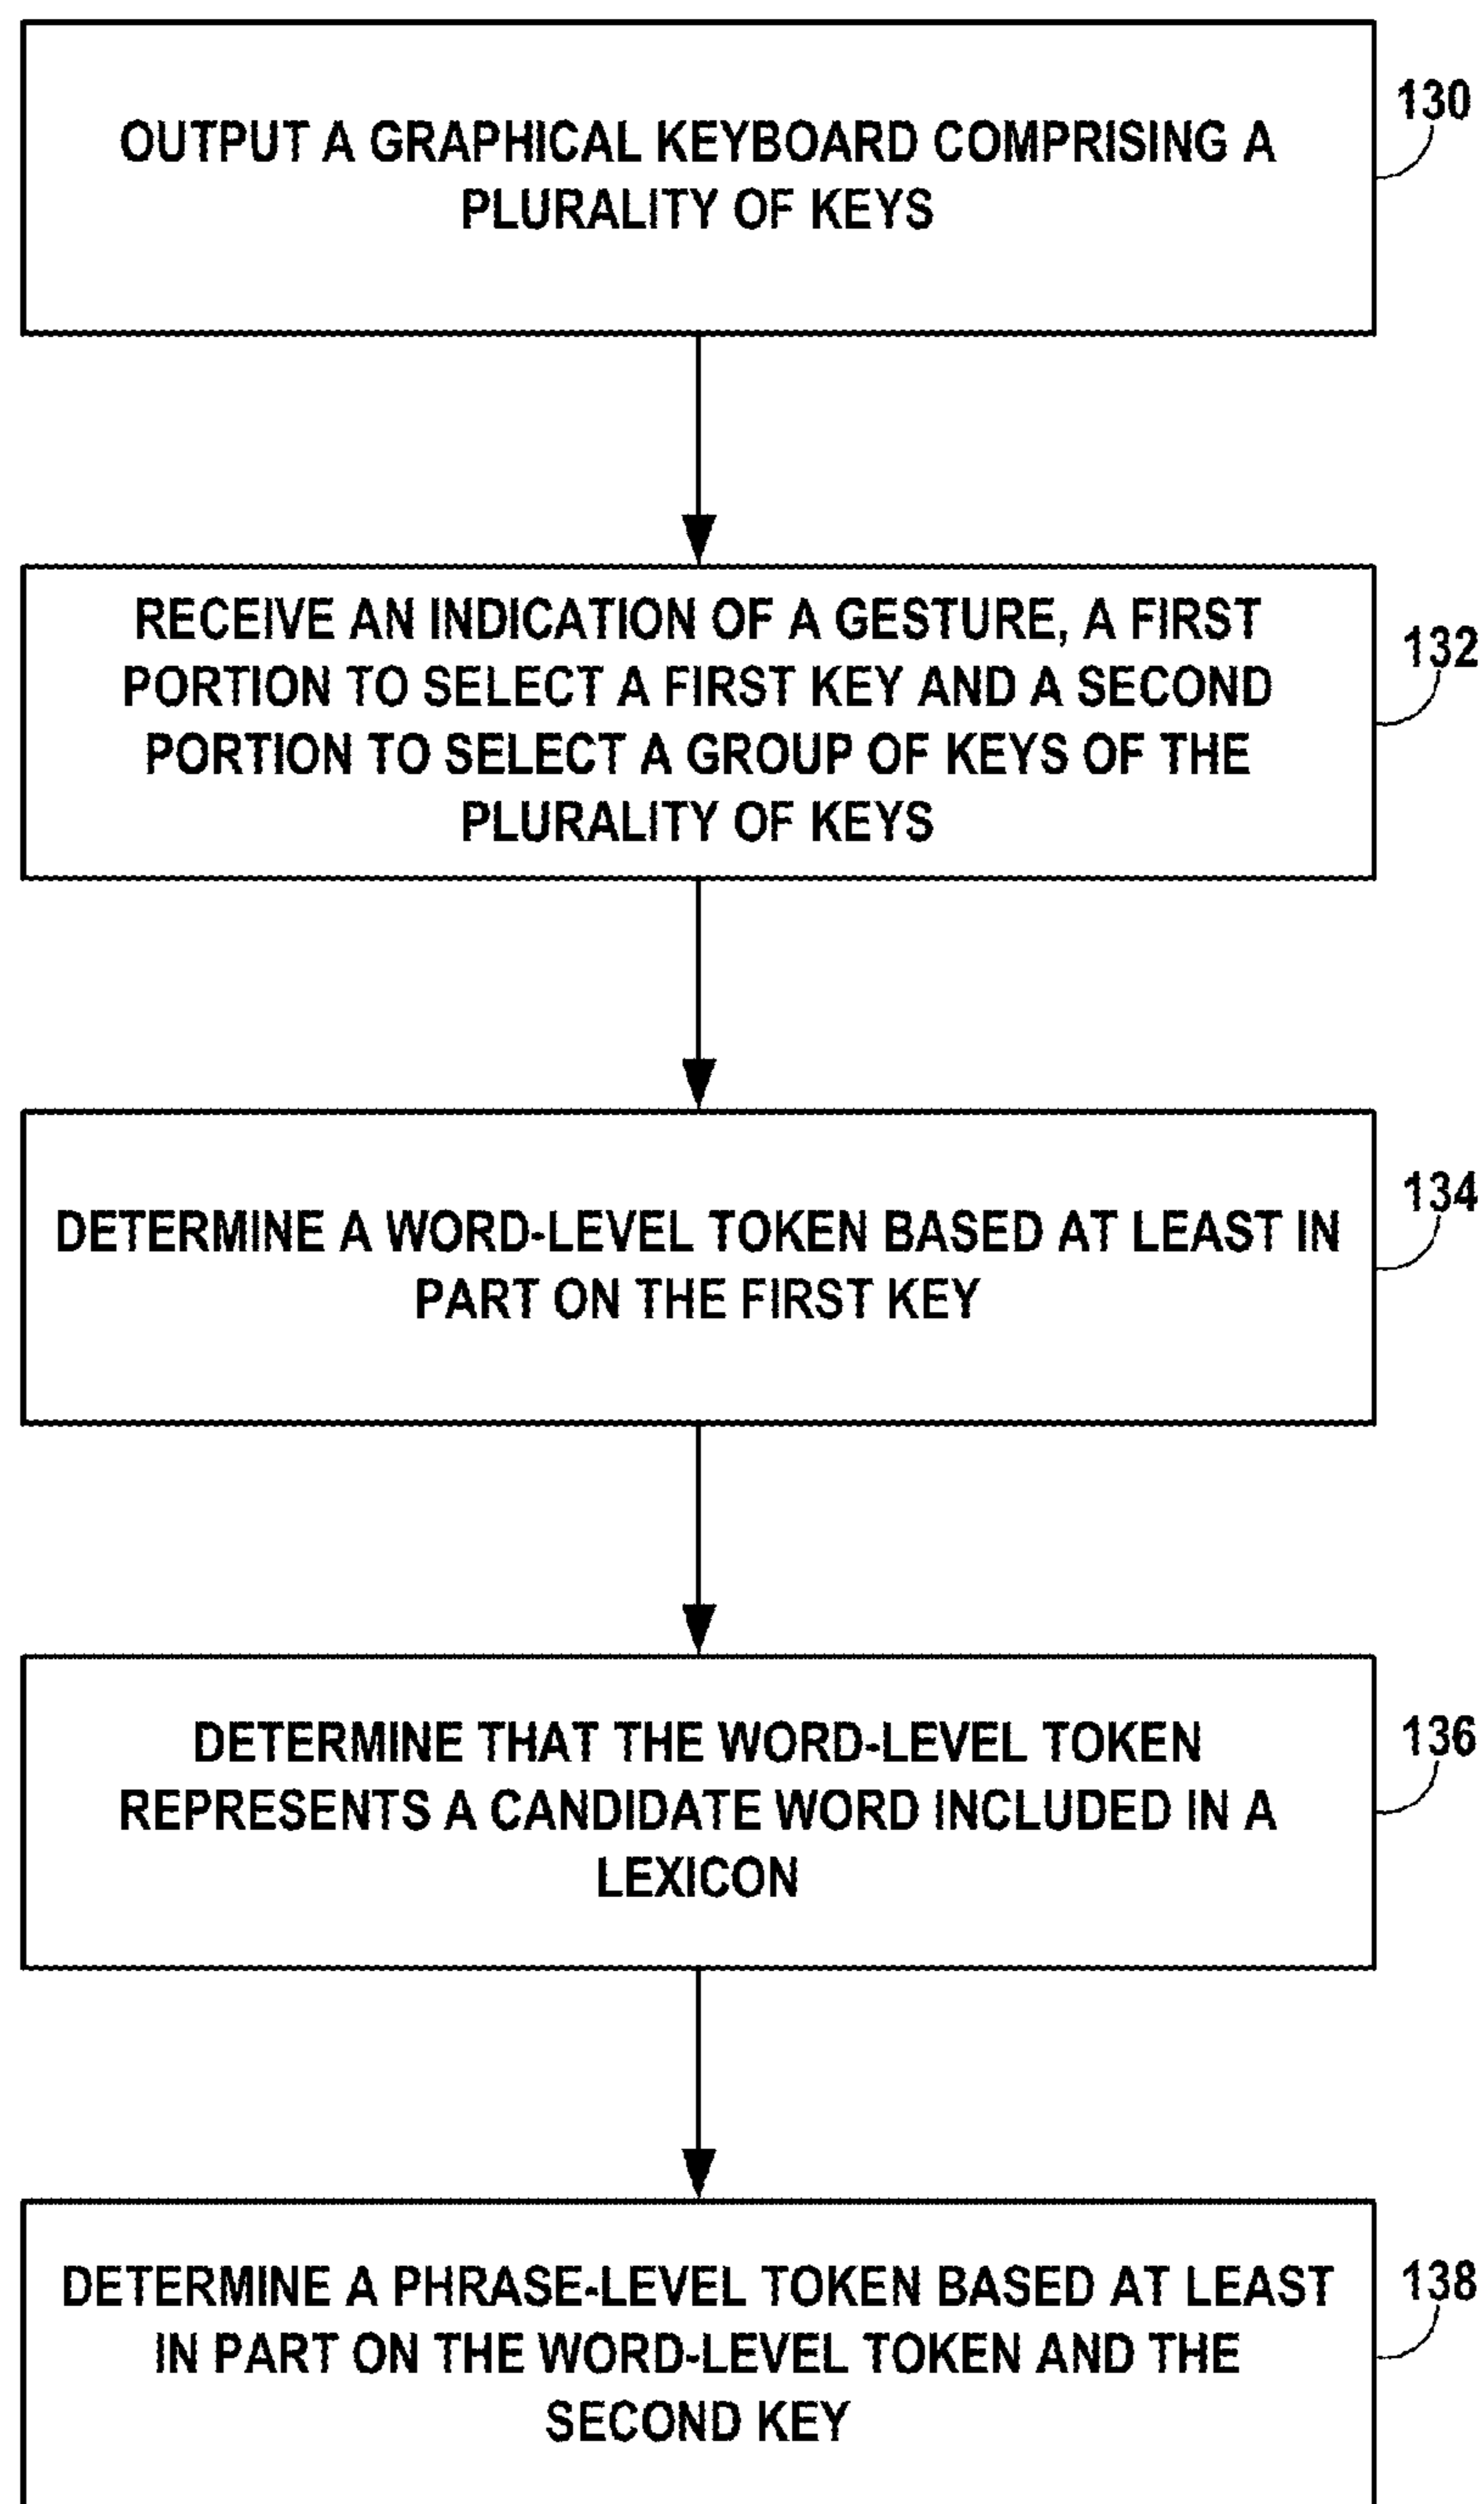 OUTPUT A GRAPHICAL KEYBOARD COMPRISING A
PLURALITY OF KEYS
130
RECEIVE AN INDICATION OF A GESTURE, A FIRST
PORTION TO SELECT A FIRST KEY AND A SECOND
PORTION TO SELECT A GROUP OF KEYS OF THE
PLURALITY OF KEYS
132
DETERMINE A WORD-LEVEL TOKEN BASED AT LEAST IN
PART ON THE FIRST KEY
134
DETERMINE THAT THE WORD-LEVEL TOKEN
REPRESENTS A CANDIDATE WORD INCLUDED IN A
LEXICON
136
DETERMINE A PHRASE-LEVEL TOKEN BASED AT LEAST
IN PART ON THE WORD-LEVEL TOKEN AND THE
SECOND KEY
138